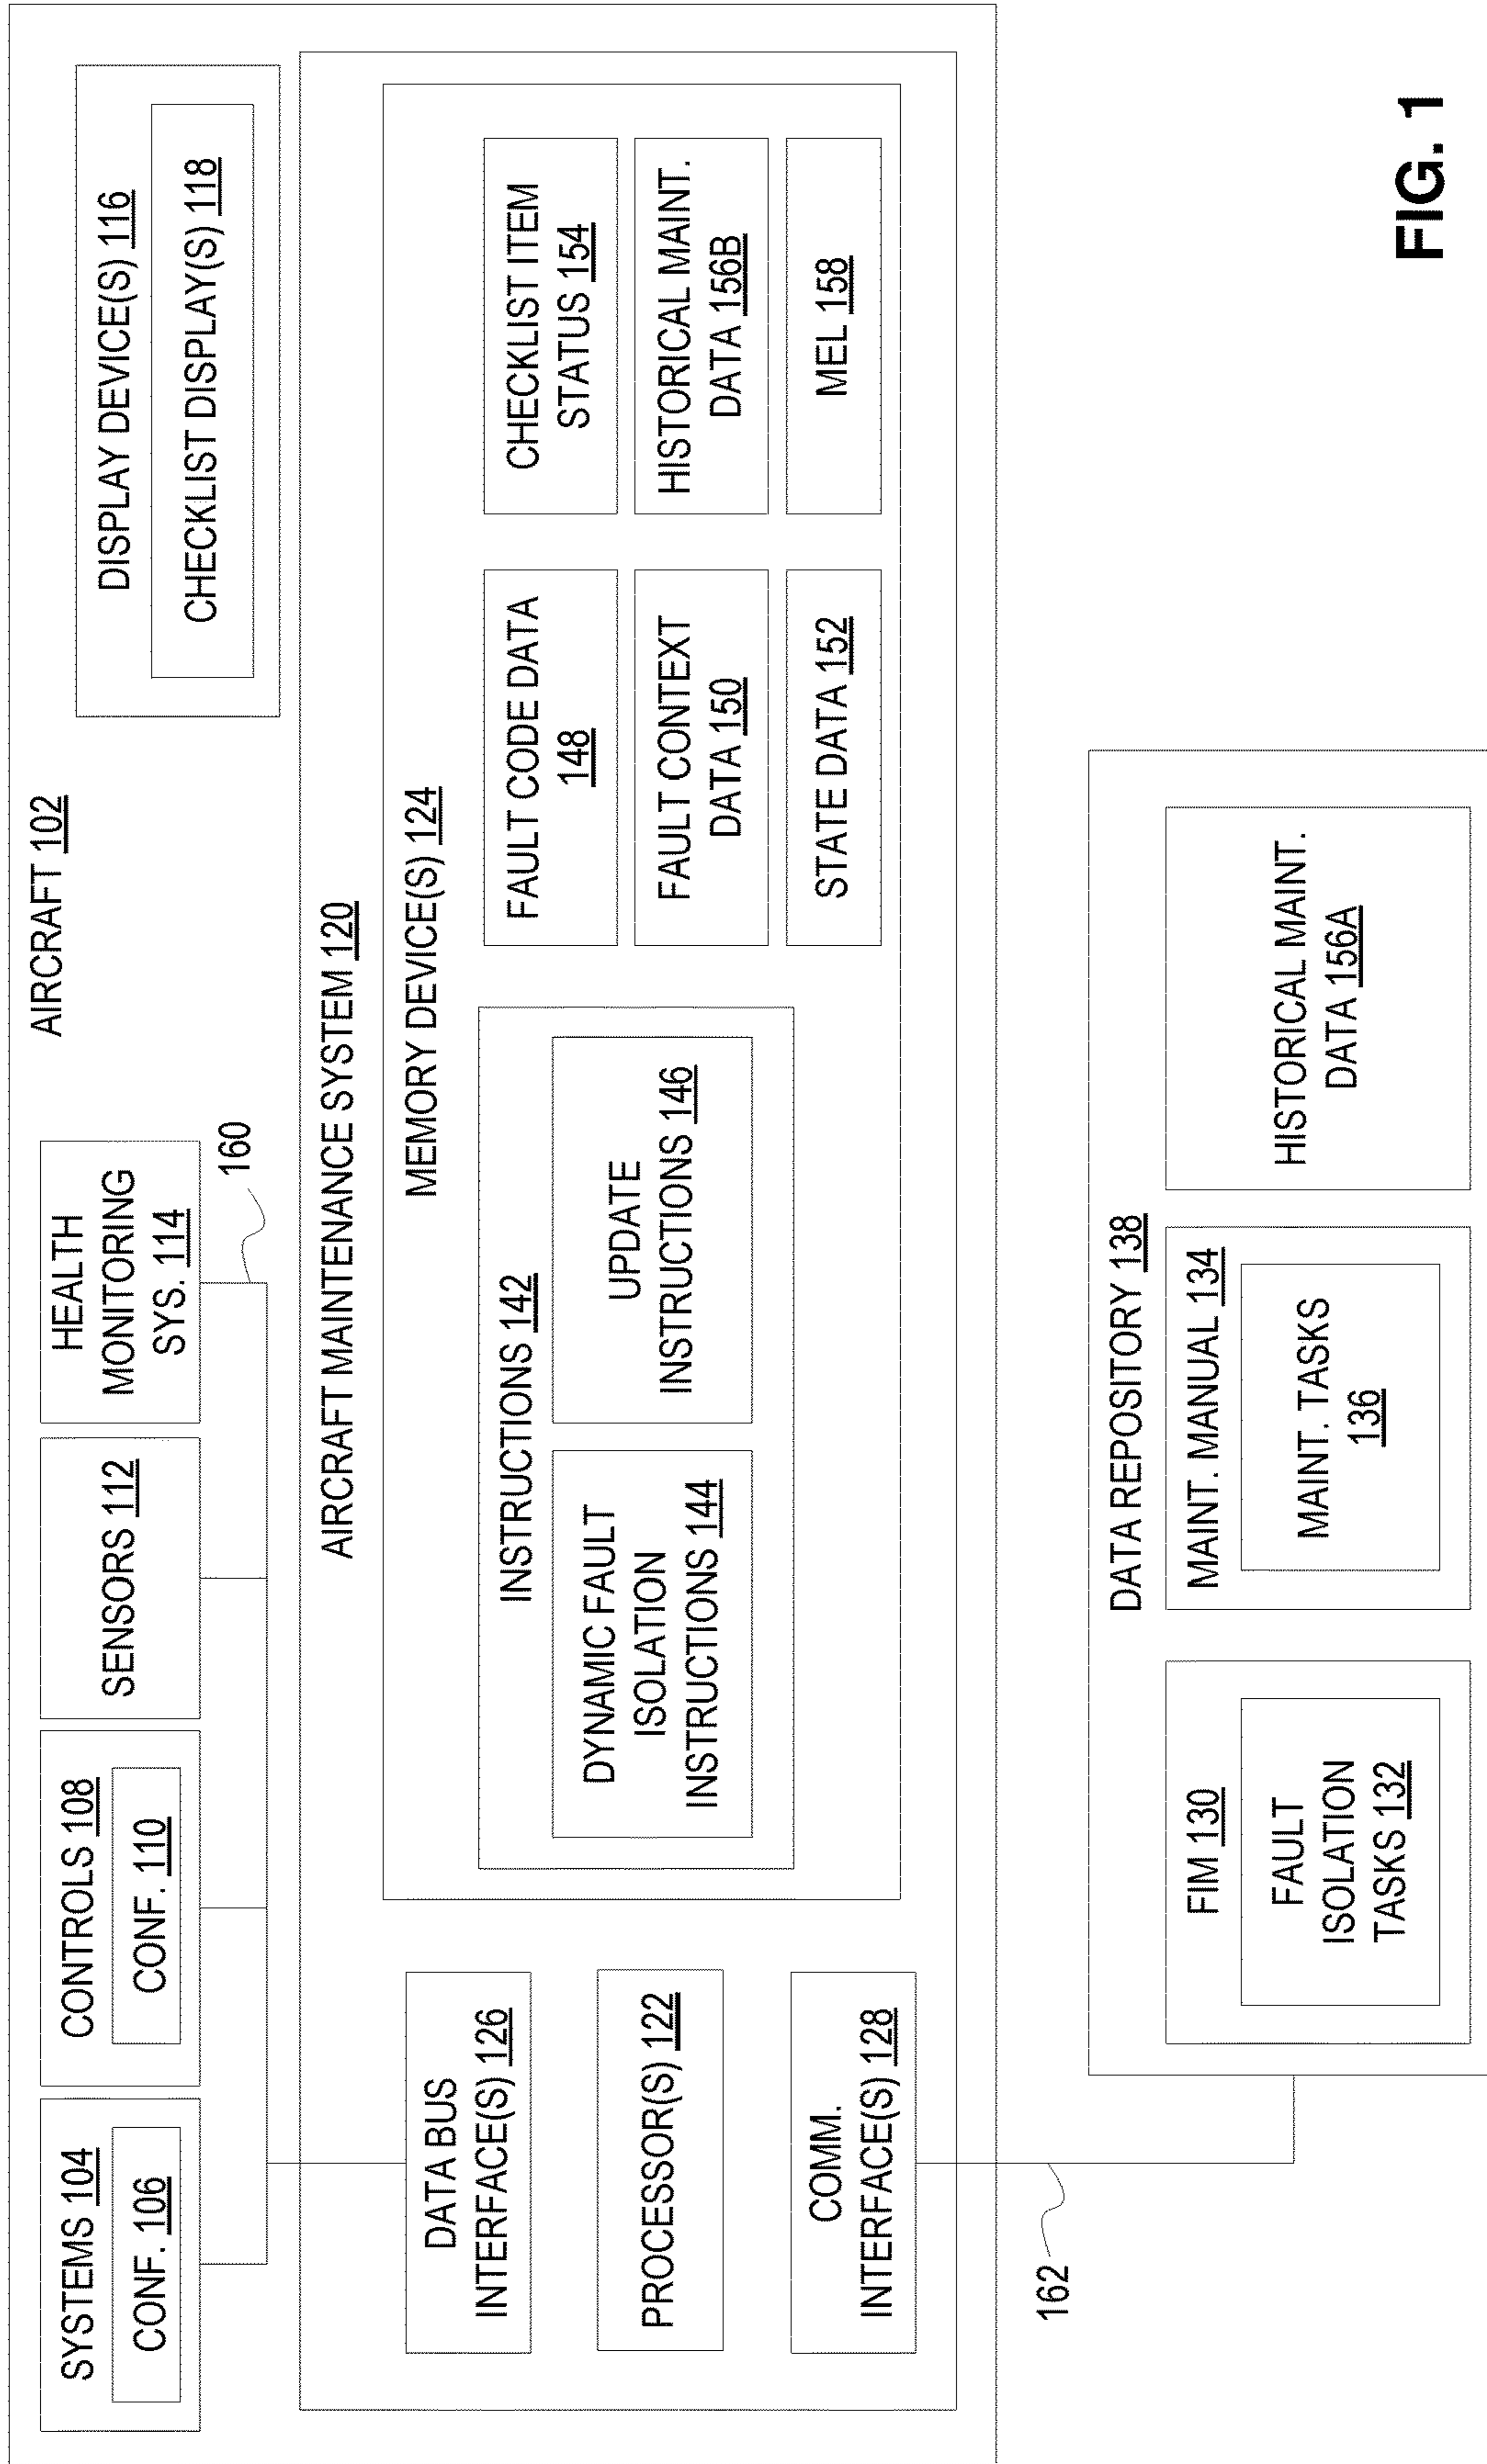 AIRCRAFT 102
SYSTEMS 104
CONF. 106
CONTROLS 108
CONF. 110
SENSORS 112
HEALTH
MONITORING
SYS. 114
160
DISPLAY DEVICE(S) 116
CHECKLIST DISPLAY(S) 118
AIRCRAFT MAINTENANCE SYSTEM 120
DATA BUS
INTERFACE(S) 126
PROCESSOR(S) 122
COMM.
INTERFACE(S) 128
MEMORY DEVICE(S) 124
INSTRUCTIONS 142
DYNAMIC FAULT
ISOLATION
INSTRUCTIONS 144
UPDATE
INSTRUCTIONS 146
FAULT CODE DATA
148
FAULT CONTEXT
DATA 150
STATE DATA 152
CHECKLIST ITEM
STATUS 154
HISTORICAL MAINT.
DATA 156B
MEL 158
162
DATA REPOSITORY 138
FIM 130
FAULT
ISOLATION
TASKS 132
MAINT. MANUAL 134
MAINT. TASKS
136
HISTORICAL MAINT.
DATA 156A
FIG. 1